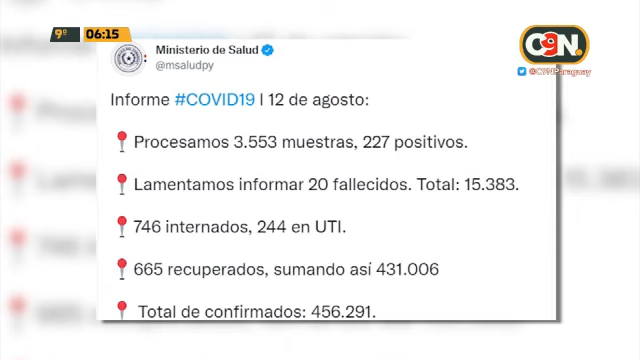 9º 06:15
C9N
@C9NParaguay
Ministerio de Salud
@msaludpy
Informe #COVID19 l 12 de agosto:
Procesamos 3.553 muestras, 227 positivos.
Lamentamos informar 20 fallecidos. Total: 15.383.
746 internados, 244 en UTI.
665 recuperados, sumando así 431.006
Total de confirmados: 456.291.